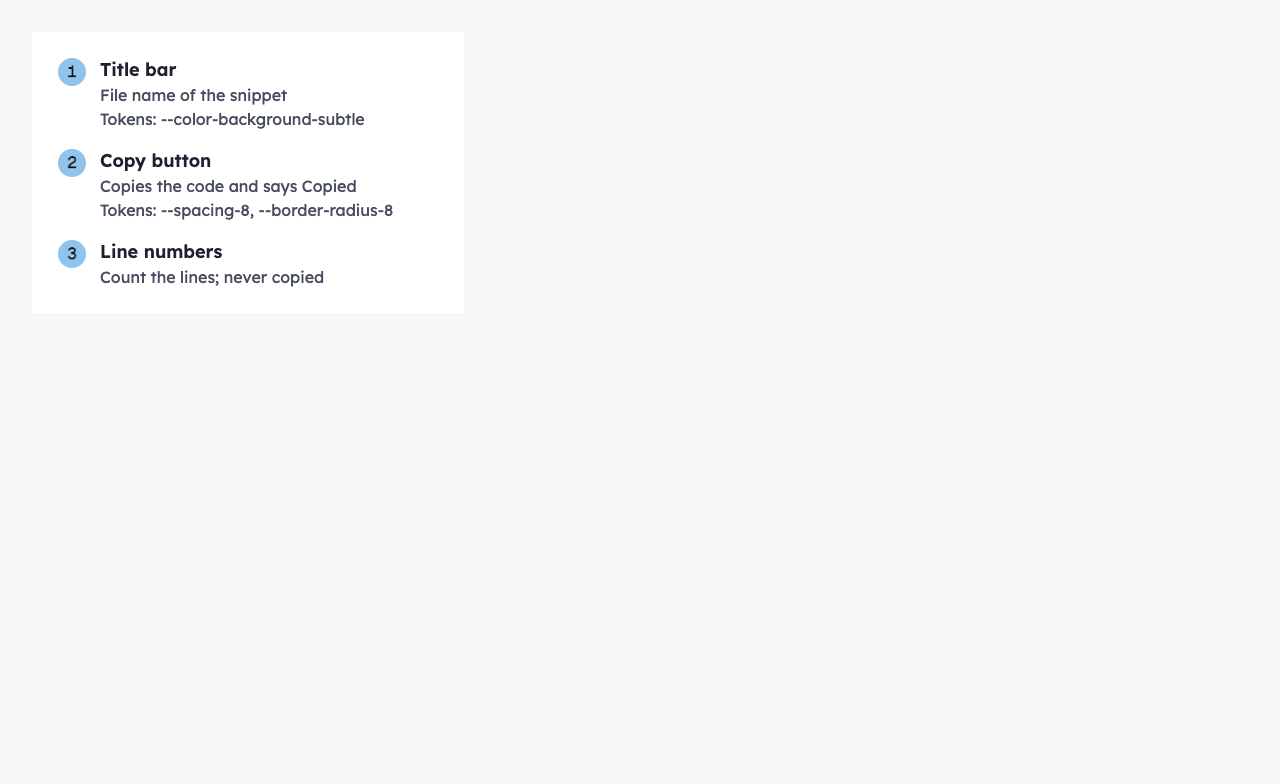 1 Title bar
File name of the snippet
Tokens: --color-background-subtle
2 Copy button
Copies the code and says Copied
Tokens: --spacing-8, --border-radius-8
3 Line numbers
Count the lines; never copied